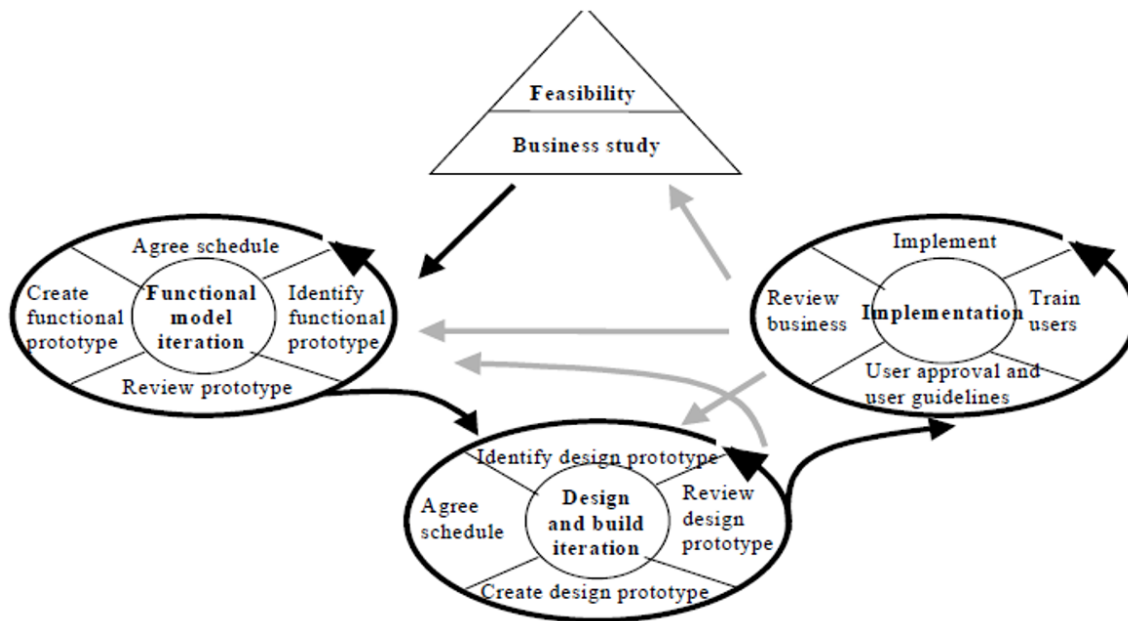 Feasibility
Business study
Agree schedule
Create
functional
prototype
Functional
model
iteration
Identify
functional
prototype
Review prototype
Implement
Review
business
Implementation
Train
users
User approval and
user guidelines
Identify design prototype
Agree
schedule
Design
and build
iteration
Review
design
prototype
Create design prototype